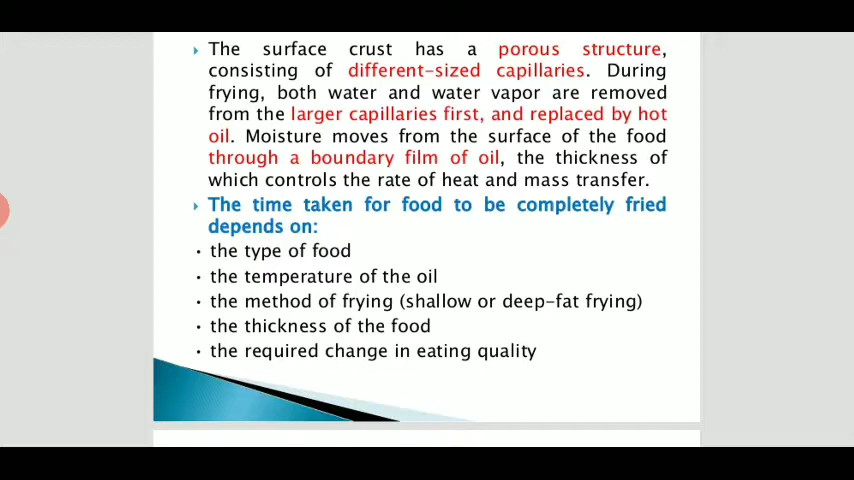 The surface crust has a porous structure,
consisting of different-sized capillaries. During
frying, both water and water vapor are removed
from the larger capillaries first, and replaced by hot
oil. Moisture moves from the surface of the food
through a boundary film of oil, the thickness of
which controls the rate of heat and mass transfer.
The time taken for food to be completely fried
depends on:
• the type of food
• the temperature of the oil
• the method of frying (shallow or deep-fat frying)
• the thickness of the food
• the required change in eating quality